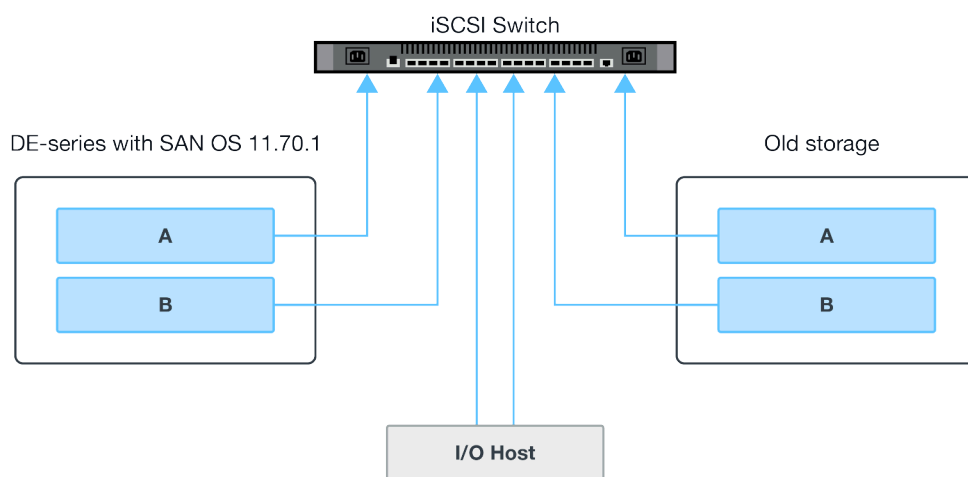 iSCSI Switch
DE-series with SAN OS 11.70.1
Old storage
A
B
A
B
I/O Host